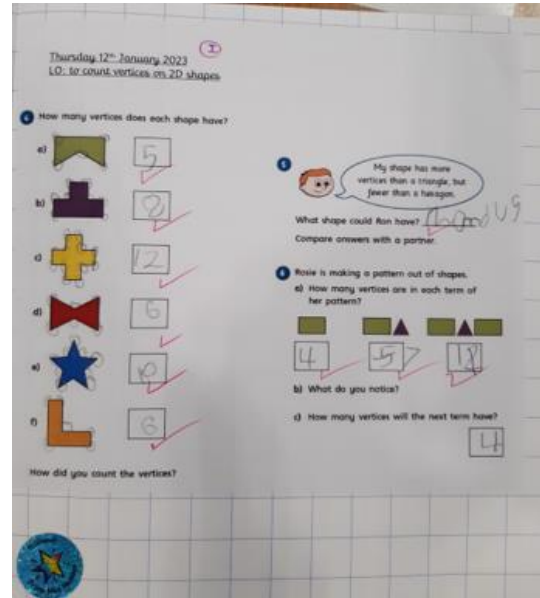 I
Thursday 12th January 2023
LO: to count vertices on 2D shapes
4 How many vertices does each shape have?
a) 5
b) 8
c) 12
d) 6
e) 10
f) 6
How did you count the vertices?
5 My shape has more
vertices than a triangle, but
fewer than a hexagon.
What shape could Ron have?
Compare answers with a partner.
6 Rosie is making a pattern out of shapes.
a) How many vertices are in each term of
her pattern?
4 7
b) What do you notice?
c) How many vertices will the next term have?
4